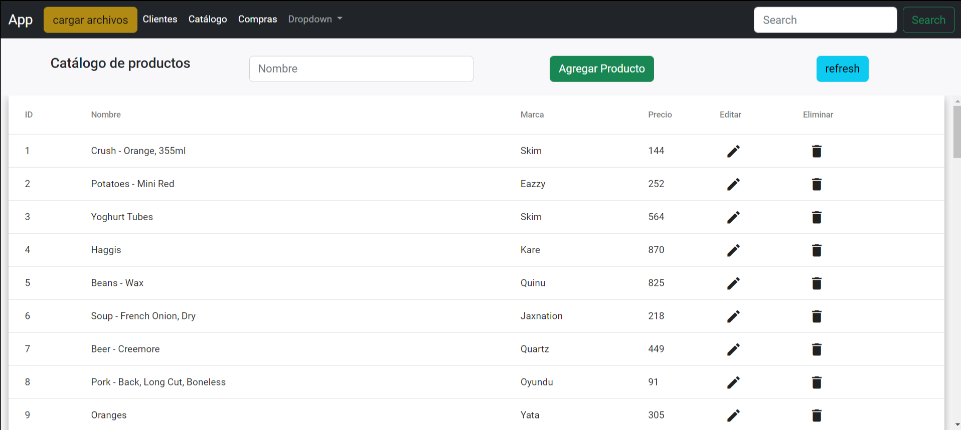 App cargar archivos Clientes Catálogo Compras Dropdown Search Search
Catálogo de productos Nombre Agregar Producto refresh
ID Nombre Marca Precio Editar Eliminar
1 Crush - Orange, 355ml Skim 144
2 Potatoes - Mini Red Eazzy 252
3 Yoghurt Tubes Skim 564
4 Haggis Kare 870
5 Beans - Wax Quinu 825
6 Soup - French Onion, Dry Jaxnation 218
7 Beer - Creemore Quartz 449
8 Pork - Back, Long Cut, Boneless Oyundu 91
9 Oranges Yata 305